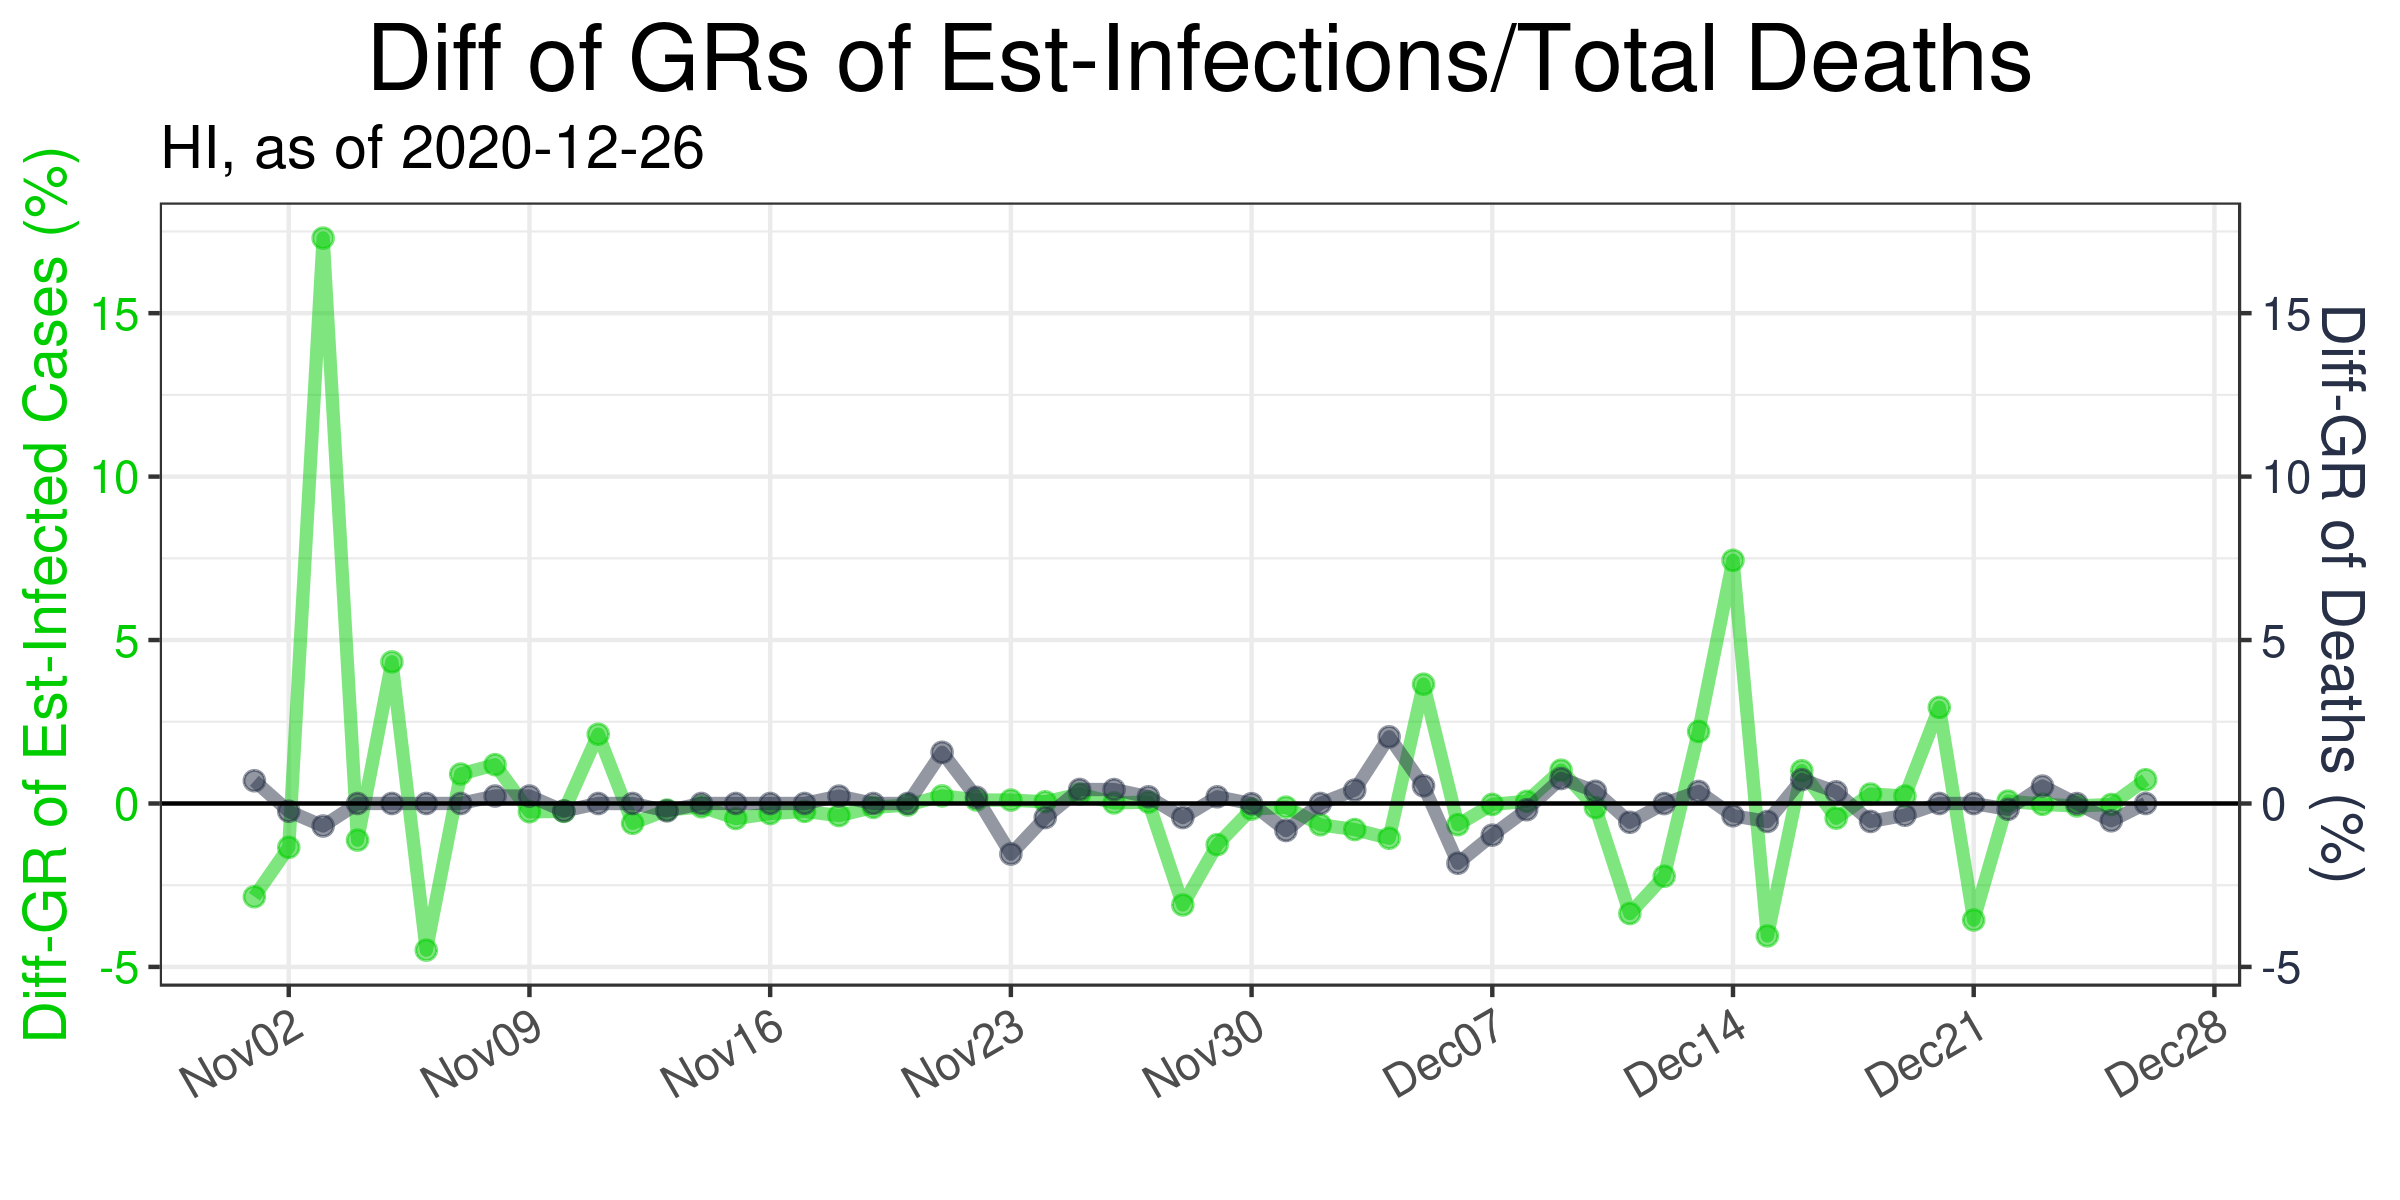 Diff of GRs of Est-Infections/Total Deaths
HI, as of 2020-12-26
Diff-GR of Est-Infected Cases (%)
15
10
5
0
-5
15
10
5
0
-5
Diff-GR of Deaths (%)
Nov02
Nov09
Nov16
Nov23
Nov30
Dec07
Dec14
Dec21
Dec28